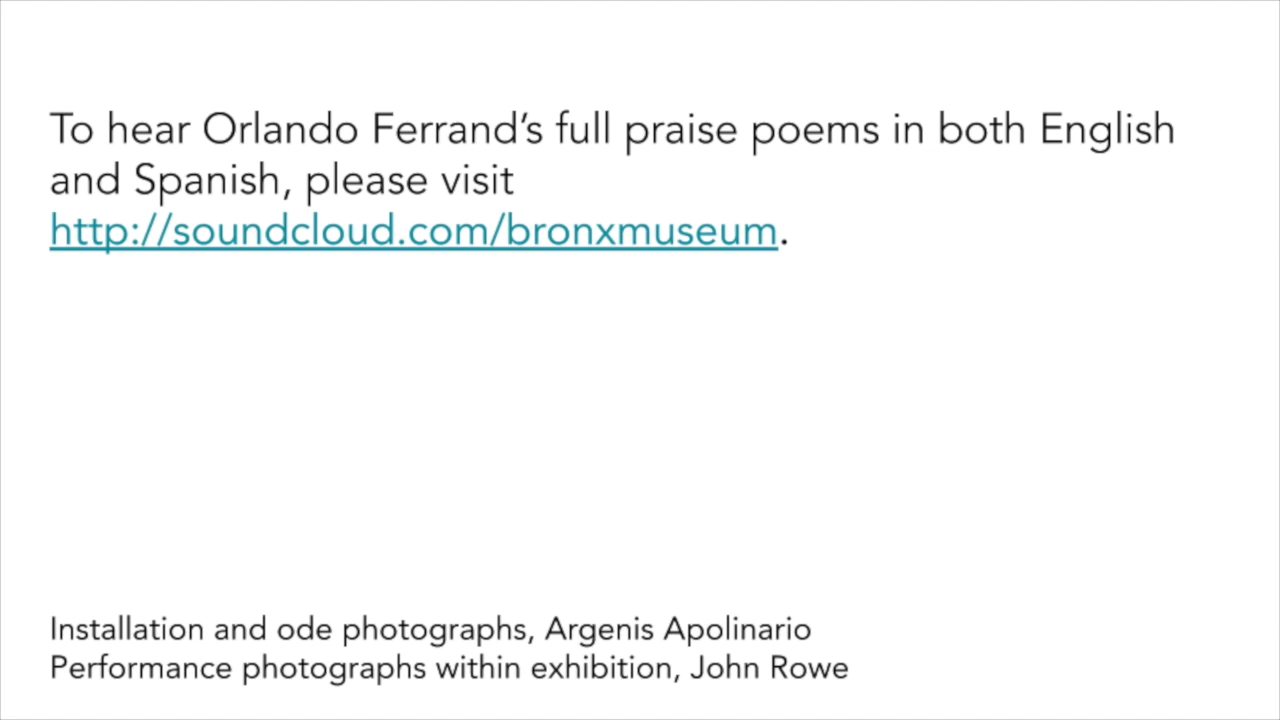 To hear Orlando Ferrand’s full praise poems in both English
and Spanish, please visit
http://soundcloud.com/bronxmuseum.
Installation and ode photographs, Argenis Apolinario
Performance photographs within exhibition, John Rowe